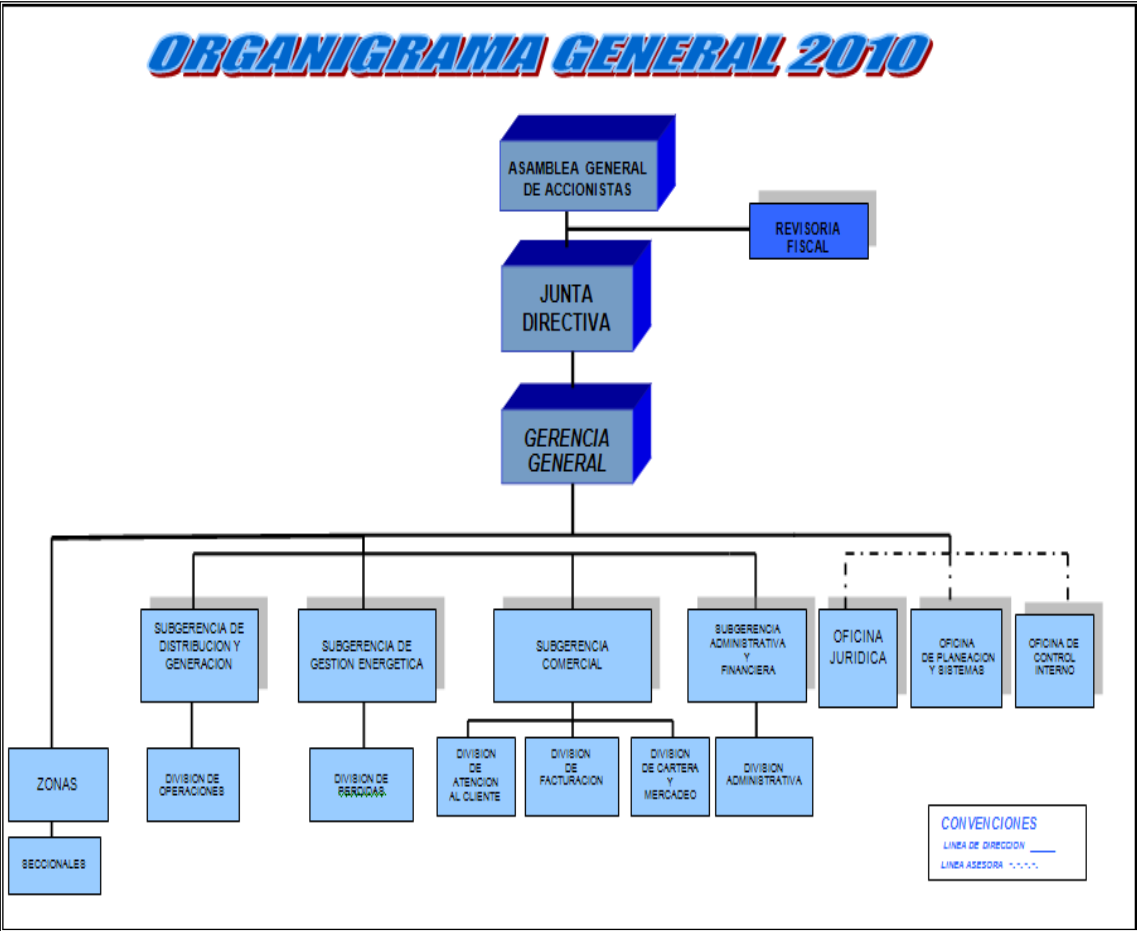 ORGANIGRAMA GENERAL 2010
ASAMBLEA GENERAL
DE ACCIONISTAS
REVISORIA
FISCAL
JUNTA
DIRECTIVA
GERENCIA
GENERAL
SUBGERENCIA DE
DISTRIBUCION Y
GENERACION
SUBGERENCIA DE
GESTION ENERGETICA
SUBGERENCIA
COMERCIAL
SUBGERENCIA
ADMINISTRATIVA
Y
FINANCIERA
OFICINA
JURIDICA
OFICINA
DE PLANEACION
Y SISTEMAS
OFICINA DE
CONTROL
INTERNO
ZONAS
DIVISION DE
OPERACIONES
DIVISION DE
PERDIDAS.
DIVISION
DE
ATENCION
AL CLIENTE
DIVISION
DE
FACTURACION
DIVISION
DE CARTERA
Y
MERCADEO
DIVISION
ADMINISTRATIVA
SECCIONALES
CONVENCIONES
LINEA DE DIRECCION _____
LINEA ASESORA -.-.-.-.